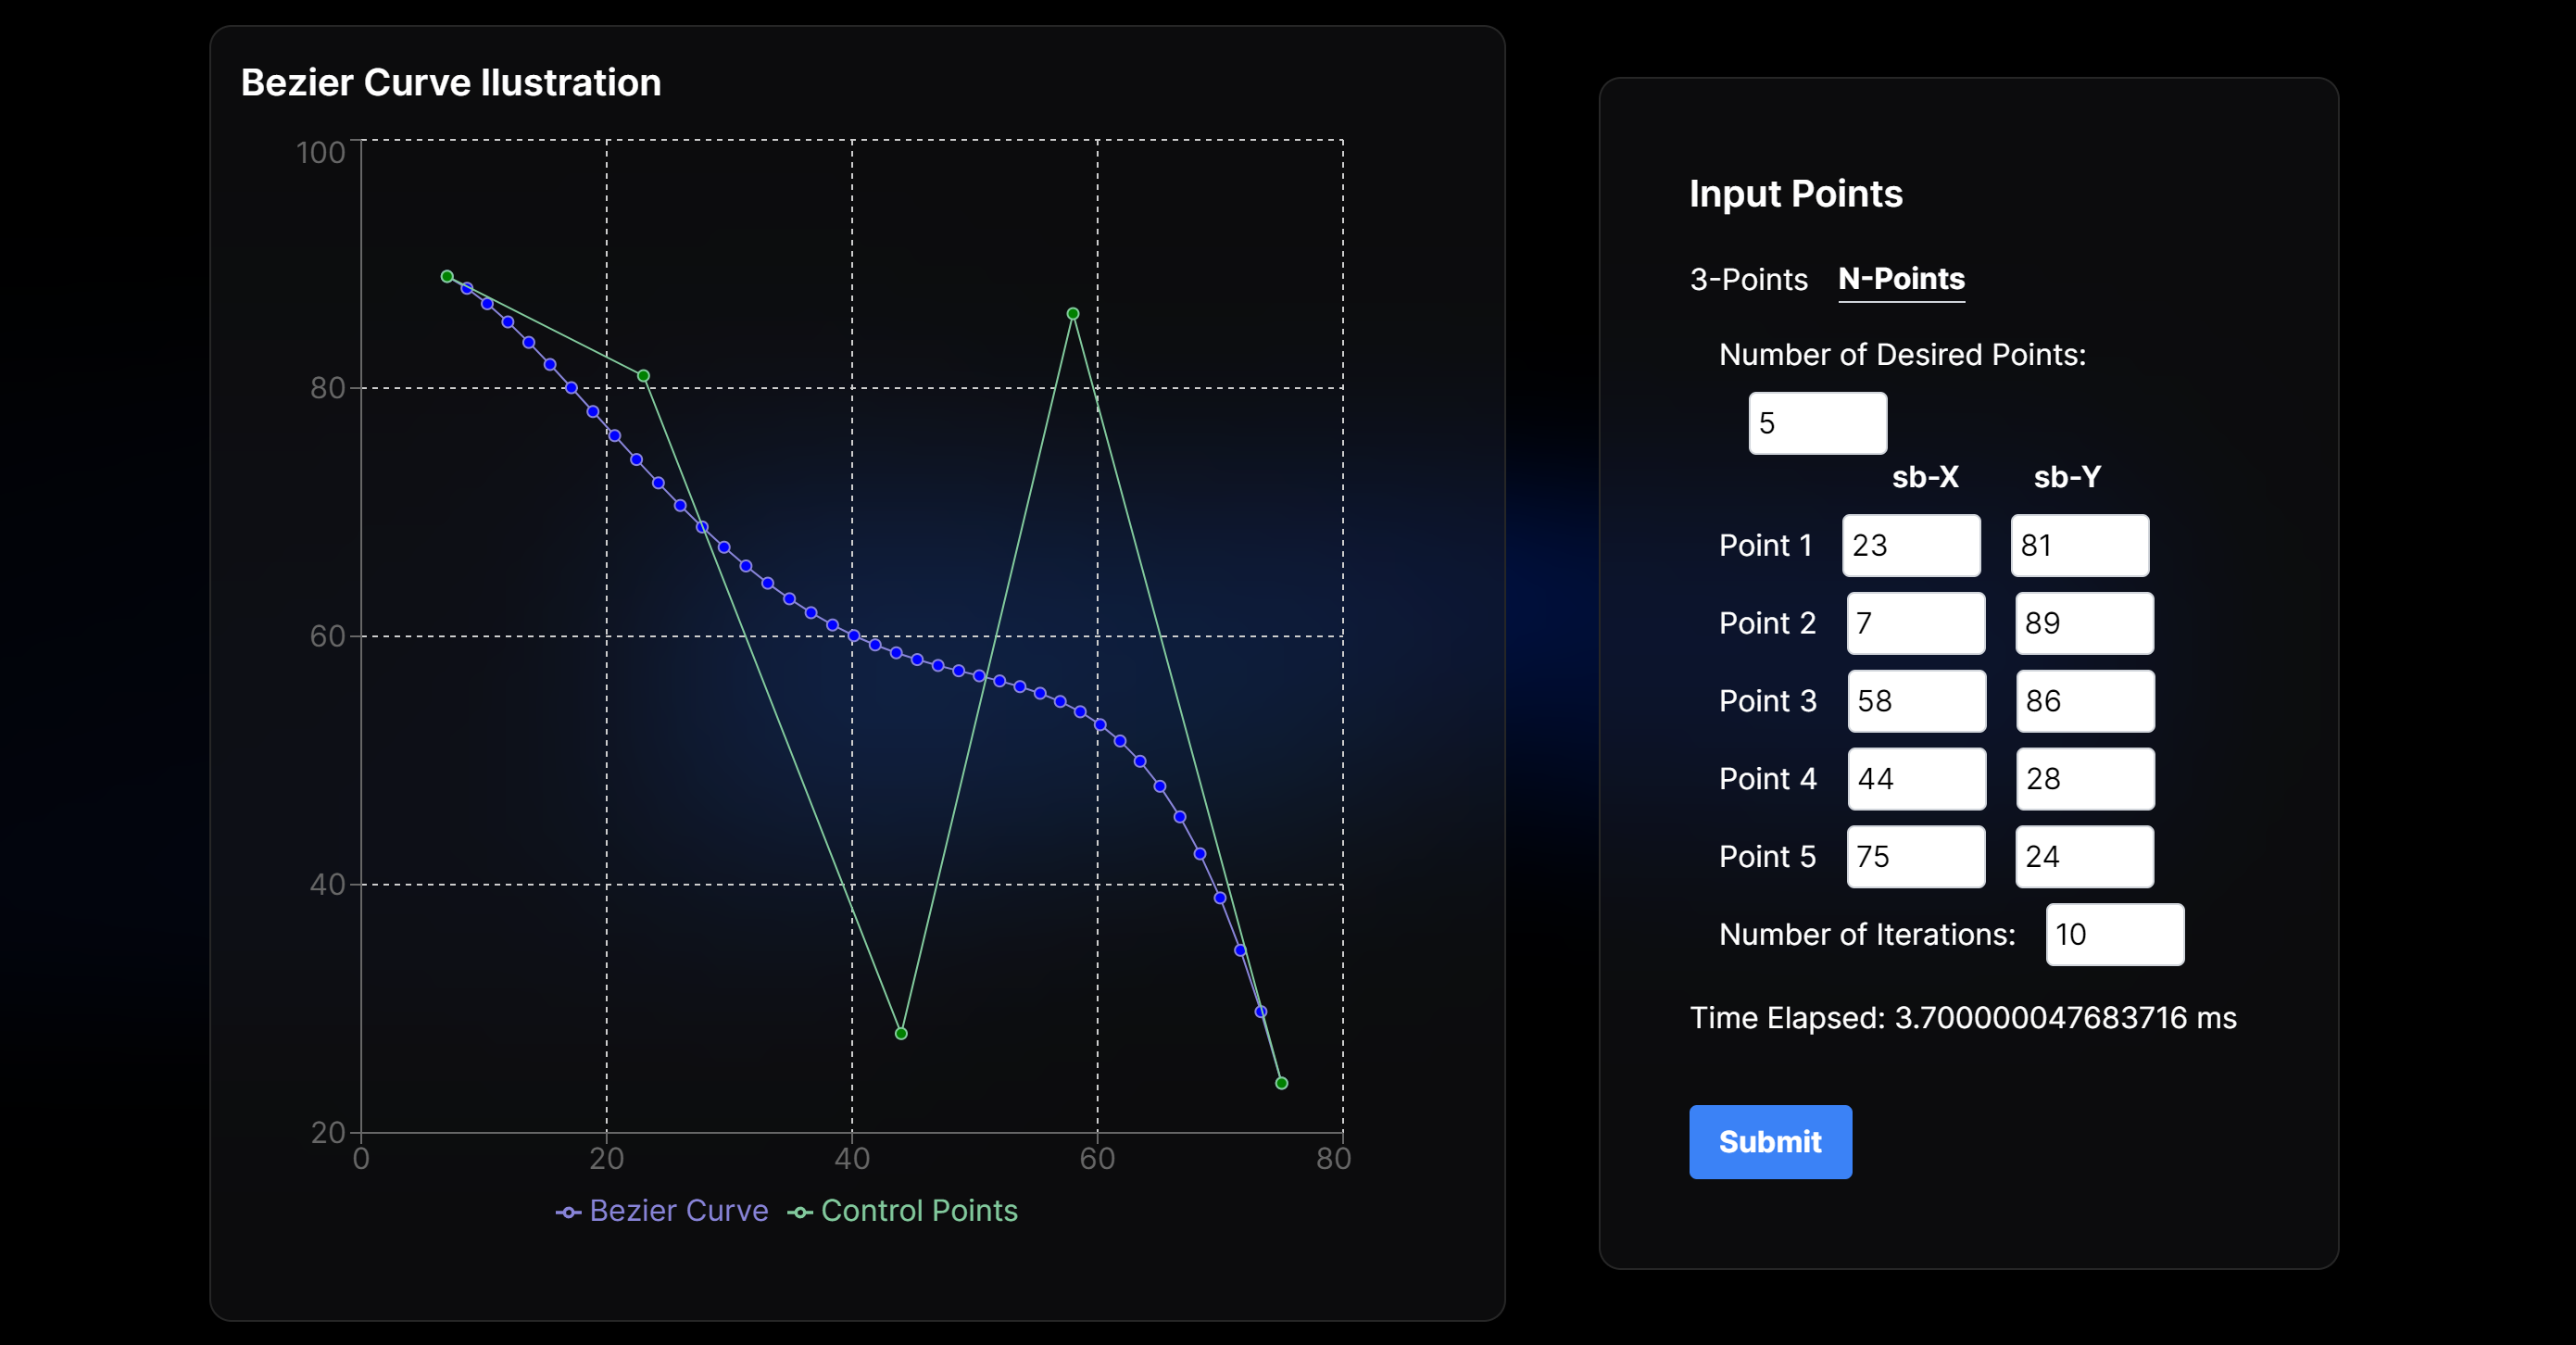 Bezier Curve Ilustration
100
80
60
40
20
0 20 40 60 80
Bezier Curve Control Points
Input Points
3-Points N-Points
Number of Desired Points:
5
sb-X sb-Y
Point 1 23 81
Point 2 7 89
Point 3 58 86
Point 4 44 28
Point 5 75 24
Number of Iterations: 10
Time Elapsed: 3.700000047683716 ms
Submit